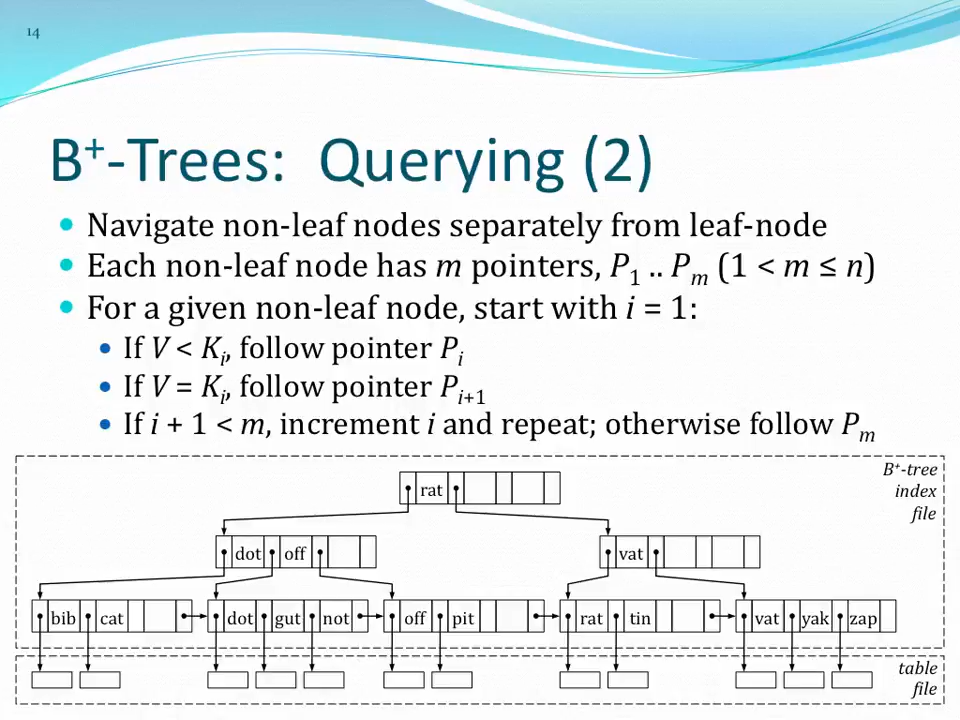 14
B⁺-Trees: Querying (2)
Navigate non-leaf nodes separately from leaf-node
Each non-leaf node has m pointers, P₁ .. Pₘ (1 < m ≤ n)
For a given non-leaf node, start with i = 1:
If V < Kᵢ, follow pointer Pᵢ
If V = Kᵢ, follow pointer Pᵢ₊₁
If i + 1 < m, increment i and repeat; otherwise follow Pₘ
B⁺-tree
index
file
rat
dot off vat
bib cat dot gut not off pit rat tin vat yak zap
table
file